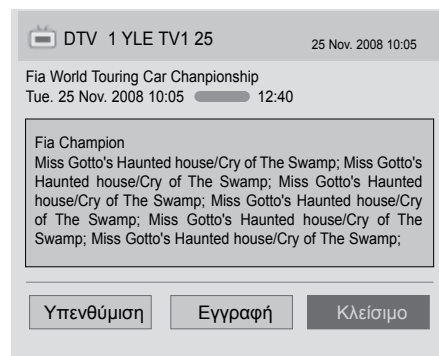 DTV 1 YLE TV1 25 25 Nov. 2008 10:05
Fia World Touring Car Chanpionship
Tue. 25 Nov. 2008 10:05 12:40
Fia Champion
Miss Gotto's Haunted house/Cry of The Swamp; Miss Gotto's
Haunted house/Cry of The Swamp; Miss Gotto's Haunted
house/Cry of The Swamp; Miss Gotto's Haunted house/Cry
of The Swamp; Miss Gotto's Haunted house/Cry of The
Swamp; Miss Gotto's Haunted house/Cry of The Swamp;
Υπενθύμιση Εγγραφή Κλείσιμο